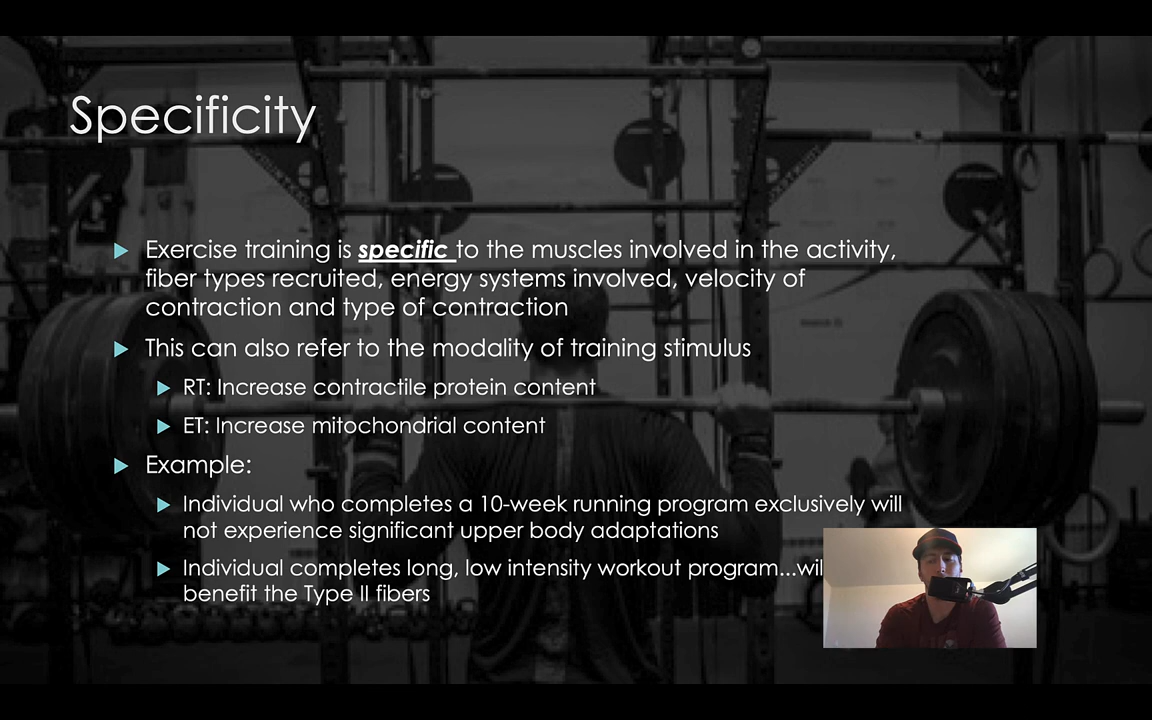 Specificity
Exercise training is specific to the muscles involved in the activity,
fiber types recruited, energy systems involved, velocity of
contraction and type of contraction
This can also refer to the modality of training stimulus
RT: Increase contractile protein content
ET: Increase mitochondrial content
Example:
Individual who completes a 10-week running program exclusively will
not experience significant upper body adaptations
Individual completes long, low intensity workout program...wil
benefit the Type II fibers